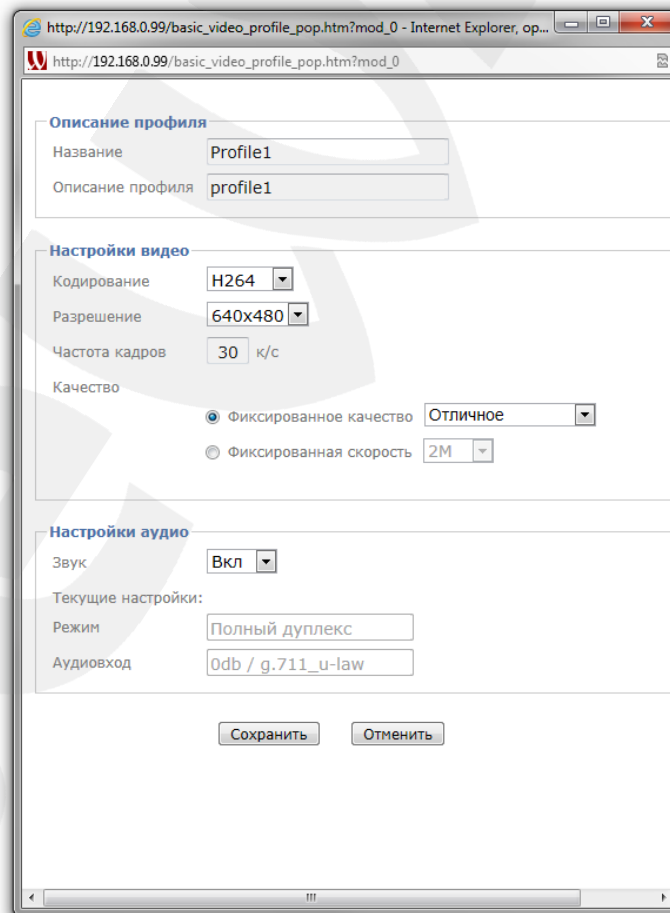 http://192.168.0.99/basic_video_profile_pop.htm?mod_0 - Internet Explorer, op...
http://192.168.0.99/basic_video_profile_pop.htm?mod_0
Описание профиля
Название Profile1
Описание профиля profile1
Настройки видео
Кодирование H264
Разрешение 640x480
Частота кадров 30 к/с
Качество
Фиксированное качество Отличное
Фиксированная скорость 2M
Настройки аудио
Звук Вкл
Текущие настройки:
Режим Полный дуплекс
Аудиовход 0db / g.711_u-law
Сохранить Отменить